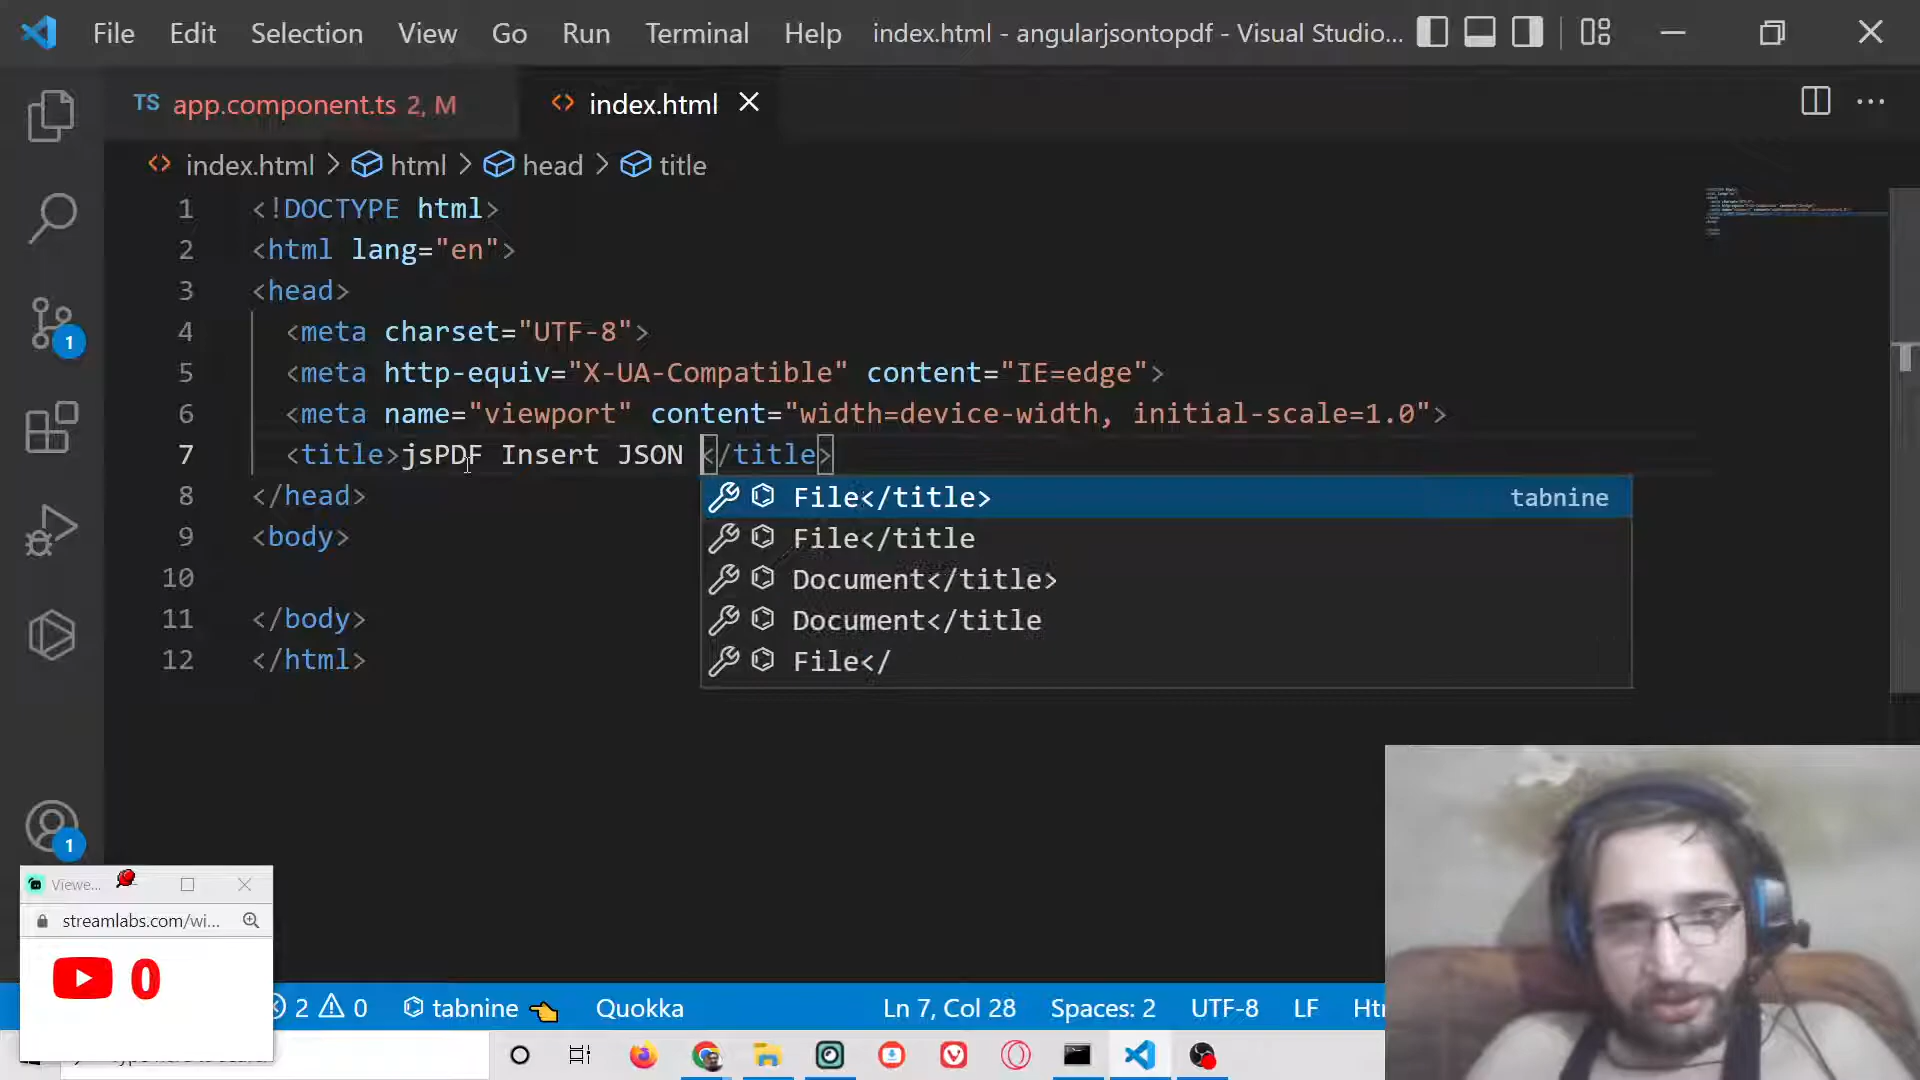 File Edit Selection View Go Run Terminal Help index.html - angularjsontopdf - Visual Studio...
TS app.component.ts 2, M
<> index.html
<> index.html > html > head > title
1 <!DOCTYPE html>
2 <html lang="en">
3 <head>
4 <meta charset="UTF-8">
5 <meta http-equiv="X-UA-Compatible" content="IE=edge">
6 <meta name="viewport" content="width=device-width, initial-scale=1.0">
7 <title>jsPDF Insert JSON </title>
File</title> tabnine
8 </head>
File</title
9 <body>
Document</title>
10
Document</title
11 </body>
File</
12 </html>
1
1
Viewe...
streamlabs.com/wi...
0
2 0 tabnine Quokka Ln 7, Col 28 Spaces: 2 UTF-8 LF